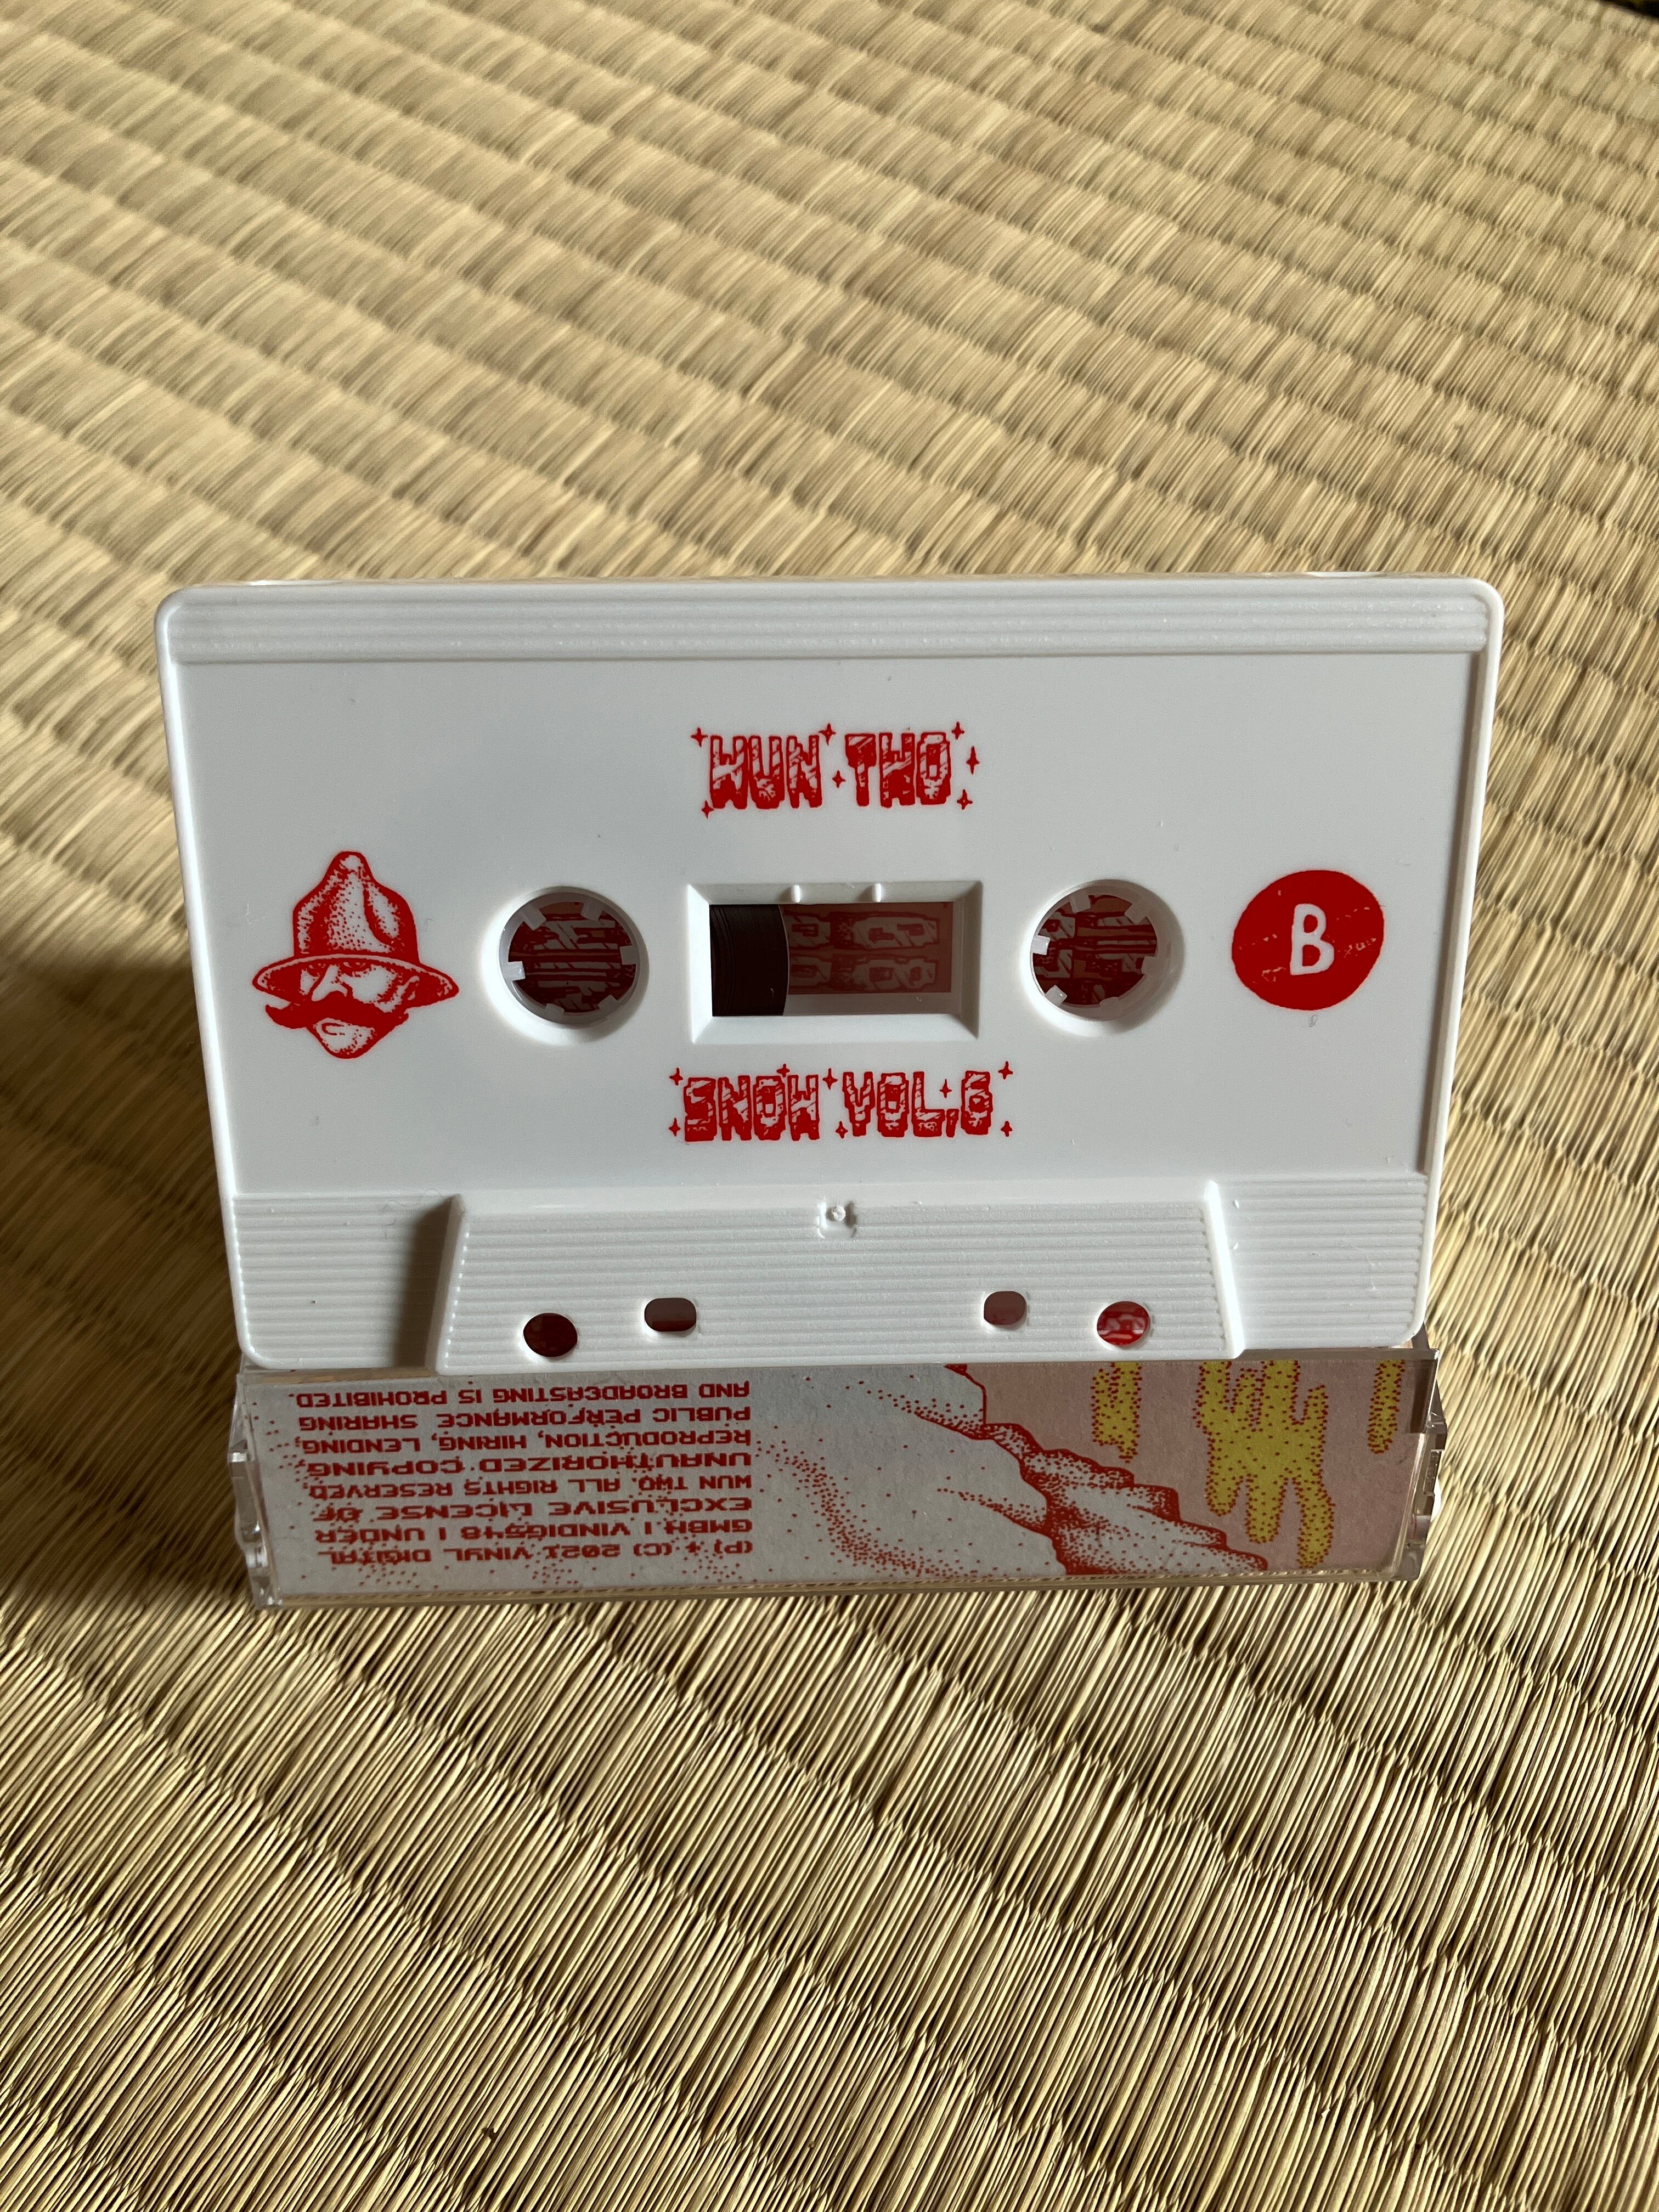 WUN TWO
B
SNOW VOL.6
(P) + (C) 2021 VINYL DIGITAL
GMBH | VINDIG548 | UNDER
EXCLUSIVE LICENSE OF
WUN TWO. ALL RIGHTS RESERVED.
UNAUTHORIZED COPYING,
REPRODUCTION, HIRING, LENDING,
PUBLIC PERFORMANCE SHARING
AND BROADCASTING IS PROHIBITED.